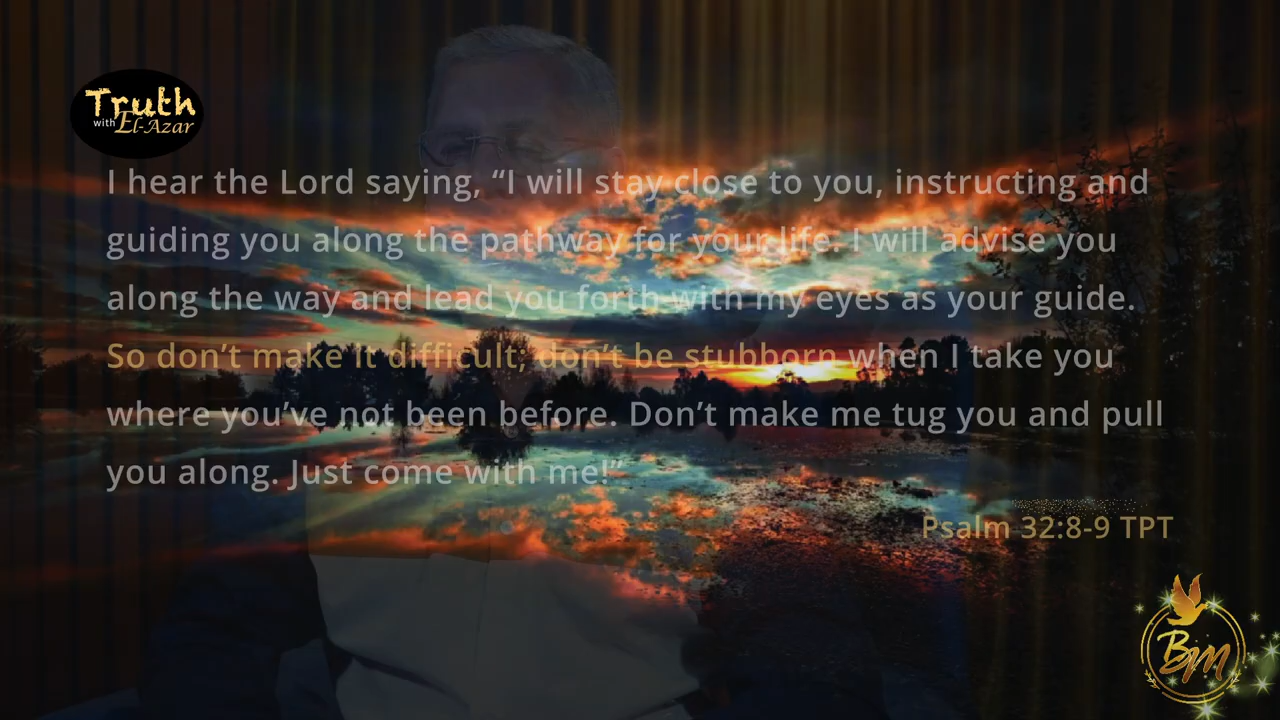 Truth
with El-Azar
I hear the Lord saying, “I will stay close to you, instructing and
guiding you along the pathway for your life. I will advise you
along the way and lead you forth with my eyes as your guide.
So don’t make it difficult; don’t be stubborn when I take you
where you’ve not been before. Don’t make me tug you and pull
you along. Just come with me!”
Psalm 32:8-9 TPT
BJM